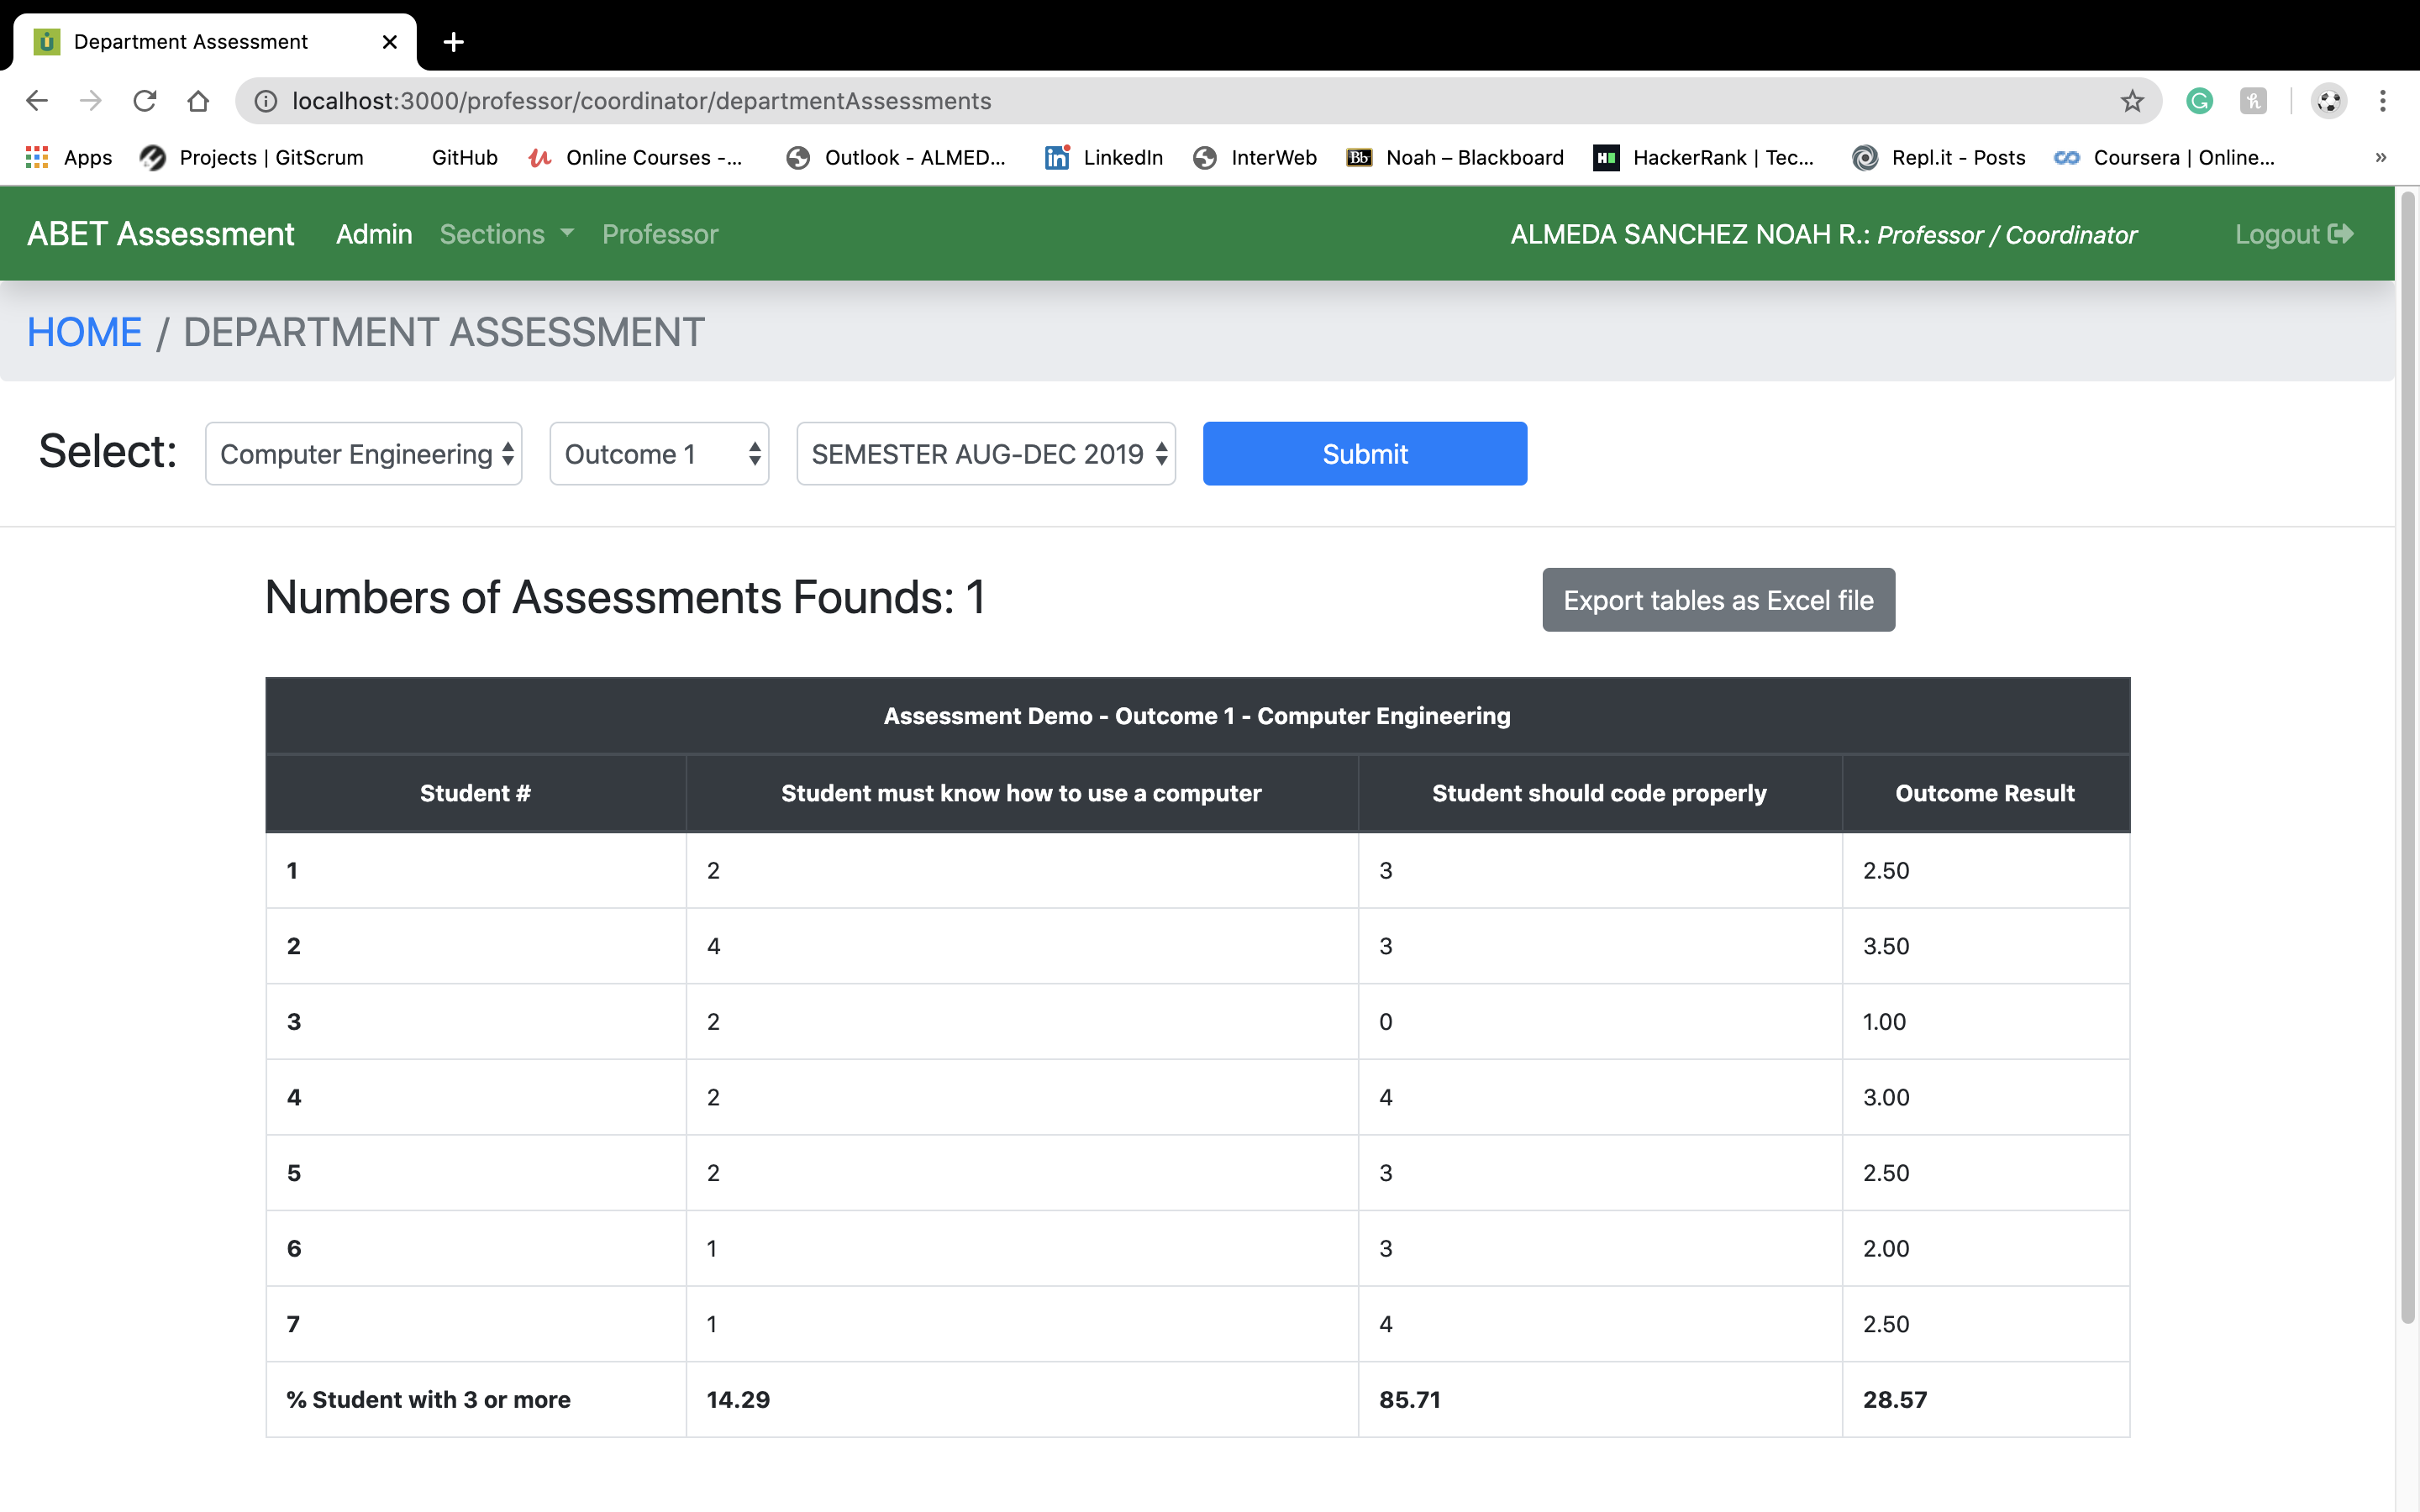 Department Assessment
localhost:3000/professor/coordinator/departmentAssessments
Apps Projects | GitScrum GitHub Online Courses -... Outlook - ALMED... LinkedIn InterWeb Bb Noah – Blackboard H HackerRank | Tec... Repl.it - Posts Coursera | Online... »
ABET Assessment Admin Sections Professor ALMEDA SANCHEZ NOAH R.: Professor / Coordinator Logout
HOME / DEPARTMENT ASSESSMENT
Select: Computer Engineering Outcome 1 SEMESTER AUG-DEC 2019 Submit
Numbers of Assessments Founds: 1 Export tables as Excel file
Assessment Demo - Outcome 1 - Computer Engineering
Student # Student must know how to use a computer Student should code properly Outcome Result
1 2 3 2.50
2 4 3 3.50
3 2 0 1.00
4 2 4 3.00
5 2 3 2.50
6 1 3 2.00
7 1 4 2.50
% Student with 3 or more 14.29 85.71 28.57